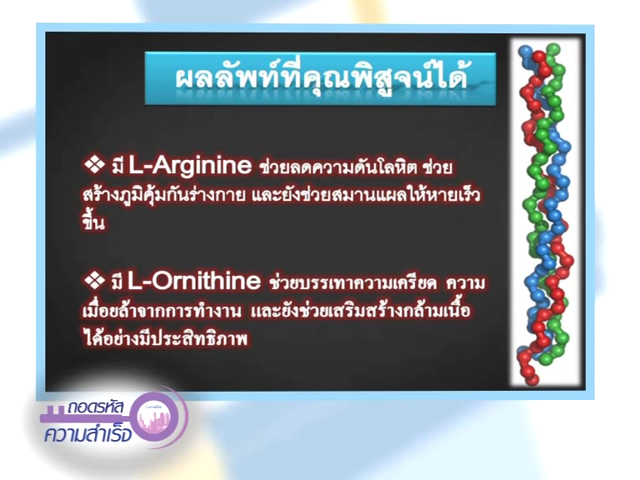 ผลลัพท์ที่คุณพิสูจน์ได้
❖ มี L-Arginine ช่วยลดความดันโลหิต ช่วย
สร้างภูมิคุ้มกันร่างกาย และยังช่วยสมานแผลให้หายเร็ว
ขึ้น
❖ มี L-Ornithine ช่วยบรรเทาความเครียด ความ
เมื่อยล้าจากการทำงาน และยังช่วยเสริมสร้างกล้ามเนื้อ
ได้อย่างมีประสิทธิภาพ
ถอดรหัส
ความสำเร็จ